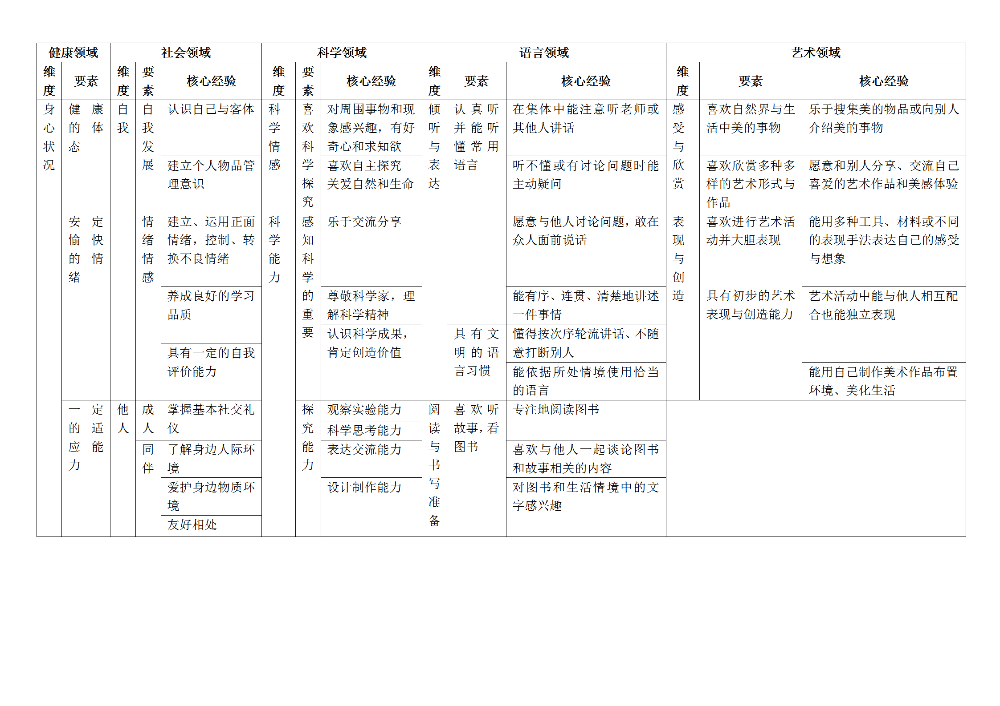 健康领域 社会领域 科学领域 语言领域 艺术领域
维度 要素 维度 要素 核心经验 维度 要素 核心经验 维度 要素 核心经验 维度 要素 核心经验
身心状况
健康的体态
安定愉快的情绪
一定的适应能力
自我
自我发展
认识自己与客体
建立个人物品管
理意识
情绪情感
建立、运用正面
情绪，控制、转
换不良情绪
养成良好的学习
品质
具有一定的自我
评价能力
他人
成人
掌握基本社交礼
仪
同伴
了解身边人际环
境
爱护身边物质环
境
友好相处
科学情感
喜欢科学探究
对周围事物和现
象感兴趣，有好
奇心和求知欲
喜欢自主探究
关爱自然和生命
科学能力
感知科学的重要
乐于交流分享
尊敬科学家，理
解科学精神
认识科学成果，
肯定创造价值
探究能力
观察实验能力
科学思考能力
表达交流能力
设计制作能力
倾听与表达
认真听
并能听
懂常用
语言
在集体中能注意听老师或
其他人讲话
听不懂或有讨论问题时能
主动疑问
愿意与他人讨论问题，敢在
众人面前说话
能有序、连贯、清楚地讲述
一件事情
具有文
明的语
言习惯
懂得按次序轮流讲话、不随
意打断别人
能依据所处情境使用恰当
的语言
阅读与书写准备
喜欢听
故事，看
图书
专注地阅读图书
喜欢与他人一起谈论图书
和故事相关的内容
对图书和生活情境中的文
字感兴趣
感受与欣赏
喜欢自然界与生
活中美的事物
乐于搜集美的物品或向别人
介绍美的事物
喜欢欣赏多种多
样的艺术形式与
作品
愿意和别人分享、交流自己
喜爱的艺术作品和美感体验
表现与创造
喜欢进行艺术活
动并大胆表现
具有初步的艺术
表现与创造能力
能用多种工具、材料或不同
的表现手法表达自己的感受
与想象
艺术活动中能与他人相互配
合也能独立表现
能用自己制作美术作品布置
环境、美化生活